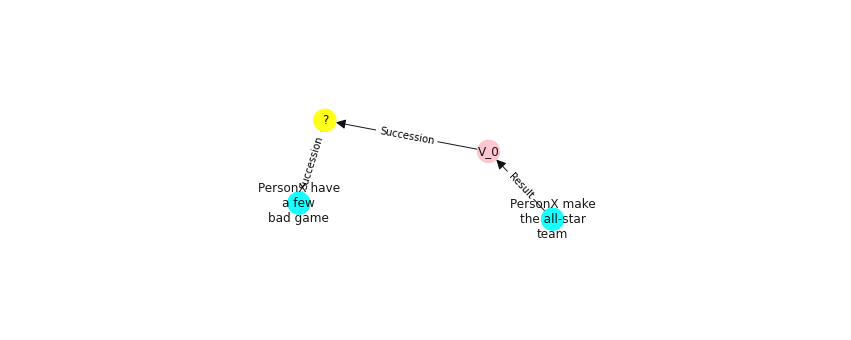 ?
Succession
V_0
Succession
Result
PersonX have
a few
bad game
PersonX make
the all-star
team